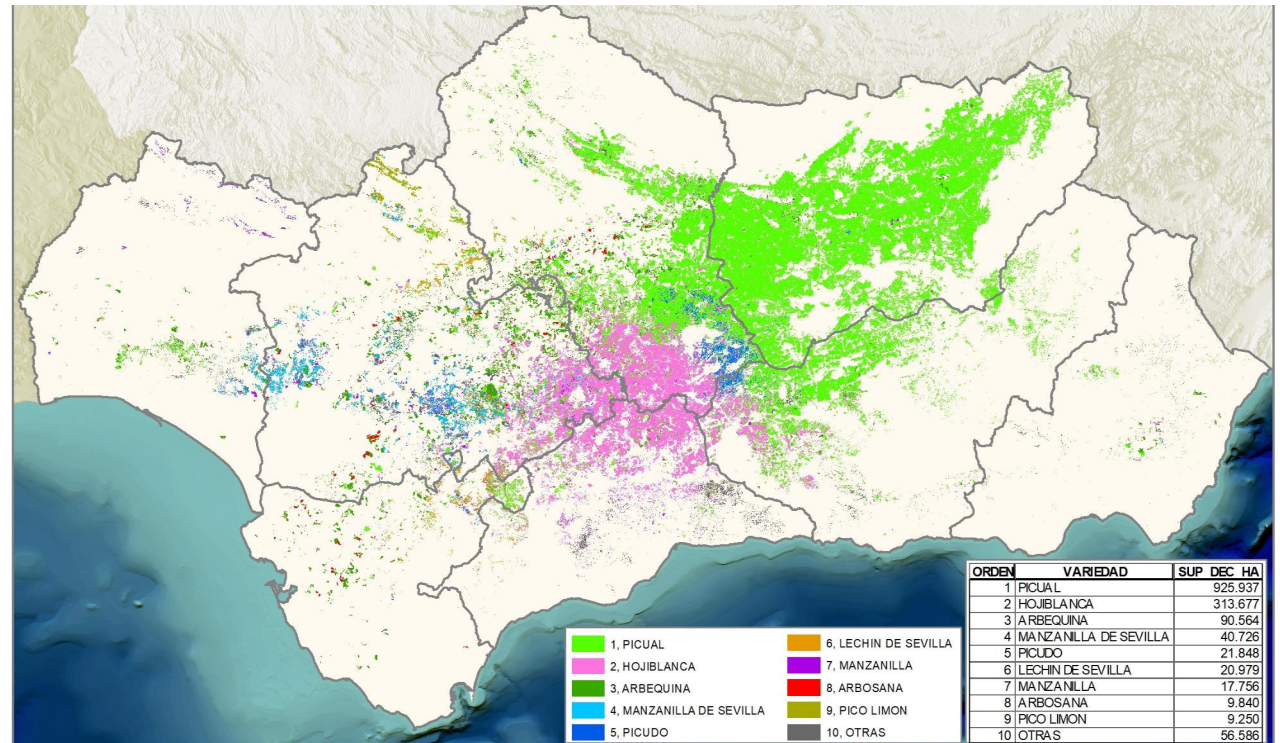 ORDEN VARIEDAD SUP DEC HA
1 PICUAL 925.937
2 HOJIBLANCA 313.677
3 ARBEQUINA 90.564
4 MANZANILLA DE SEVILLA 40.726
5 PICUDO 21.848
6 LECHIN DE SEVILLA 20.979
7 MANZANILLA 17.756
8 ARBOSANA 9.840
9 PICO LIMON 9.250
10 OTRAS 56.586
1, PICUAL
2, HOJIBLANCA
3, ARBEQUINA
4, MANZANILLA DE SEVILLA
5, PICUDO
6, LECHIN DE SEVILLA
7, MANZANILLA
8, ARBOSANA
9, PICO LIMON
10, OTRAS